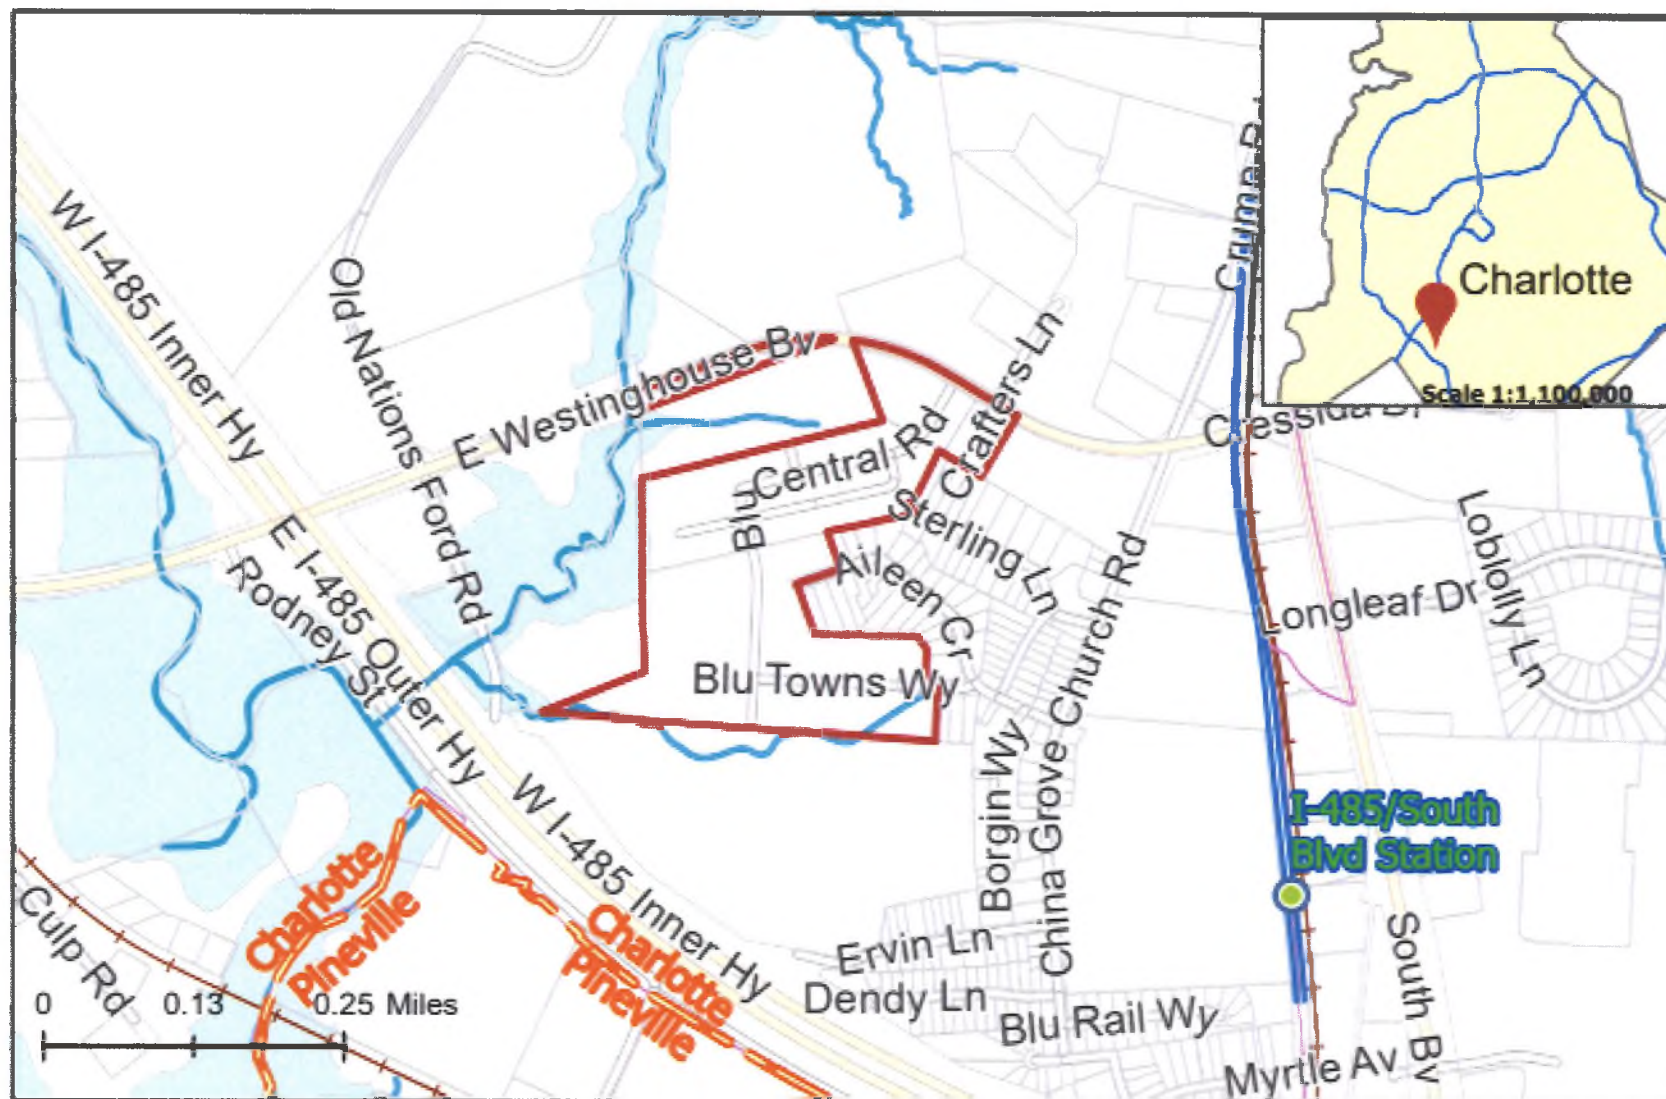 W I-485 Inner Hy
Old Nations Ford Rd
E Westinghouse Bv
Crafters Ln
Charlotte
Scale 1:1,100,000
Central Rd
Blu
Sterling Ln
Aileen Cr
China Grove Church Rd
Loblolly Ln
Longleaf Dr
E I-485 Outer Hy
Rodney St
Blu Towns Wy
Borgin Wy
I-485/South
Blvd Station
W I-485 Inner Hy
Charlotte
Pineville
Charlotte
Pineville
Culp Rd
Ervin Ln
Dendy Ln
Blu Rail Wy
South Bv
Myrtle Av
0 0.13 0.25 Miles